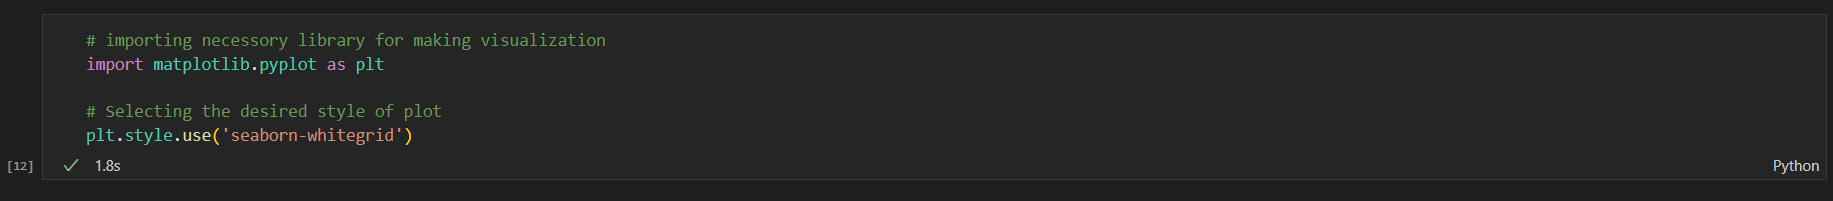 # importing necessory library for making visualization
import matplotlib.pyplot as plt
# Selecting the desired style of plot
plt.style.use('seaborn-whitegrid')
[12] 1.8s Python